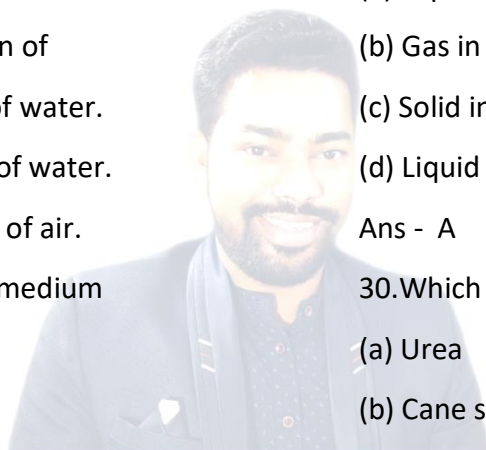 n of
of water.
of water.
of air.
medium
(b) Gas in
(c) Solid in
(d) Liquid
Ans - A
30.Which
(a) Urea
(b) Cane s